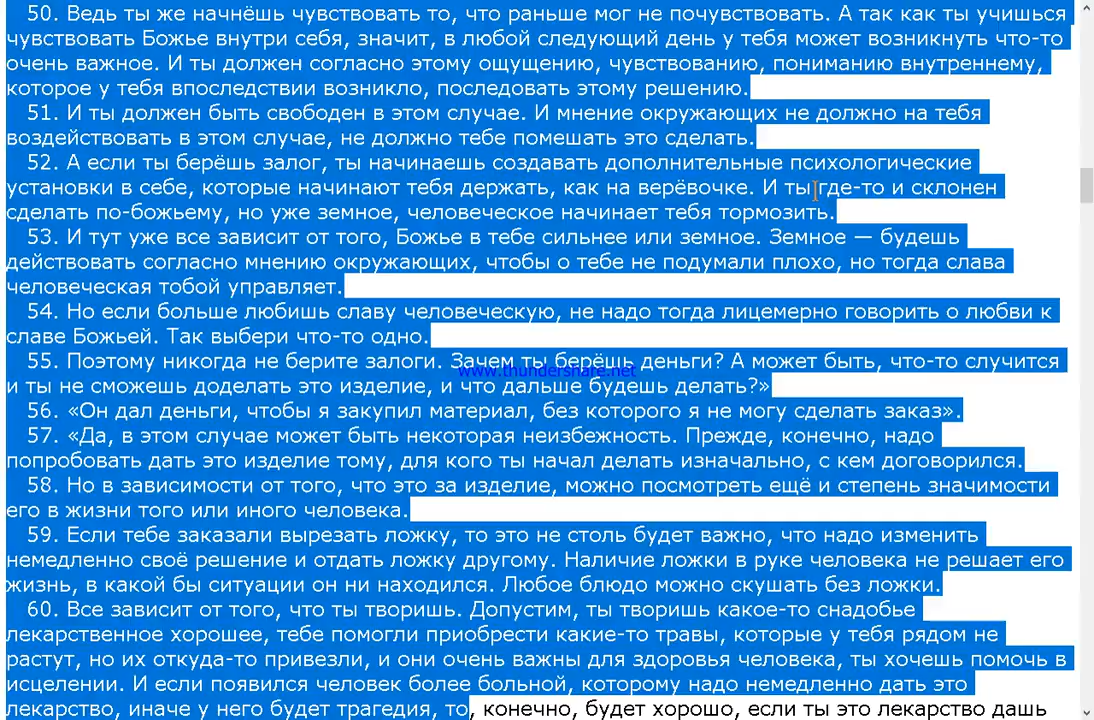 50. Ведь ты же начнёшь чувствовать то, что раньше мог не почувствовать. А так как ты учишься
чувствовать Божье внутри себя, значит, в любой следующий день у тебя может возникнуть что-то
очень важное. И ты должен согласно этому ощущению, чувствованию, пониманию внутреннему,
которое у тебя впоследствии возникло, последовать этому решению.
51. И ты должен быть свободен в этом случае. И мнение окружающих не должно на тебя
воздействовать в этом случае, не должно тебе помешать это сделать.
52. А если ты берёшь залог, ты начинаешь создавать дополнительные психологические
установки в себе, которые начинают тебя держать, как на верёвочке. И ты где-то и склонен
сделать по-божьему, но уже земное, человеческое начинает тебя тормозить.
53. И тут уже все зависит от того, Божье в тебе сильнее или земное. Земное — будешь
действовать согласно мнению окружающих, чтобы о тебе не подумали плохо, но тогда слава
человеческая тобой управляет.
54. Но если больше любишь славу человеческую, не надо тогда лицемерно говорить о любви к
славе Божьей. Так выбери что-то одно.
55. Поэтому никогда не берите залоги. Зачем ты берёшь деньги? А может быть, что-то случится
www.thundershare.net
и ты не сможешь доделать это изделие, и что дальше будешь делать?»
56. «Он дал деньги, чтобы я закупил материал, без которого я не могу сделать заказ».
57. «Да, в этом случае может быть некоторая неизбежность. Прежде, конечно, надо
попробовать дать это изделие тому, для кого ты начал делать изначально, с кем договорился.
58. Но в зависимости от того, что это за изделие, можно посмотреть ещё и степень значимости
его в жизни того или иного человека.
59. Если тебе заказали вырезать ложку, то это не столь будет важно, что надо изменить
немедленно своё решение и отдать ложку другому. Наличие ложки в руке человека не решает его
жизнь, в какой бы ситуации он ни находился. Любое блюдо можно скушать без ложки.
60. Все зависит от того, что ты творишь. Допустим, ты творишь какое-то снадобье
лекарственное хорошее, тебе помогли приобрести какие-то травы, которые у тебя рядом не
растут, но их откуда-то привезли, и они очень важны для здоровья человека, ты хочешь помочь в
исцелении. И если появился человек более больной, которому надо немедленно дать это
лекарство, иначе у него будет трагедия, то, конечно, будет хорошо, если ты это лекарство дашь